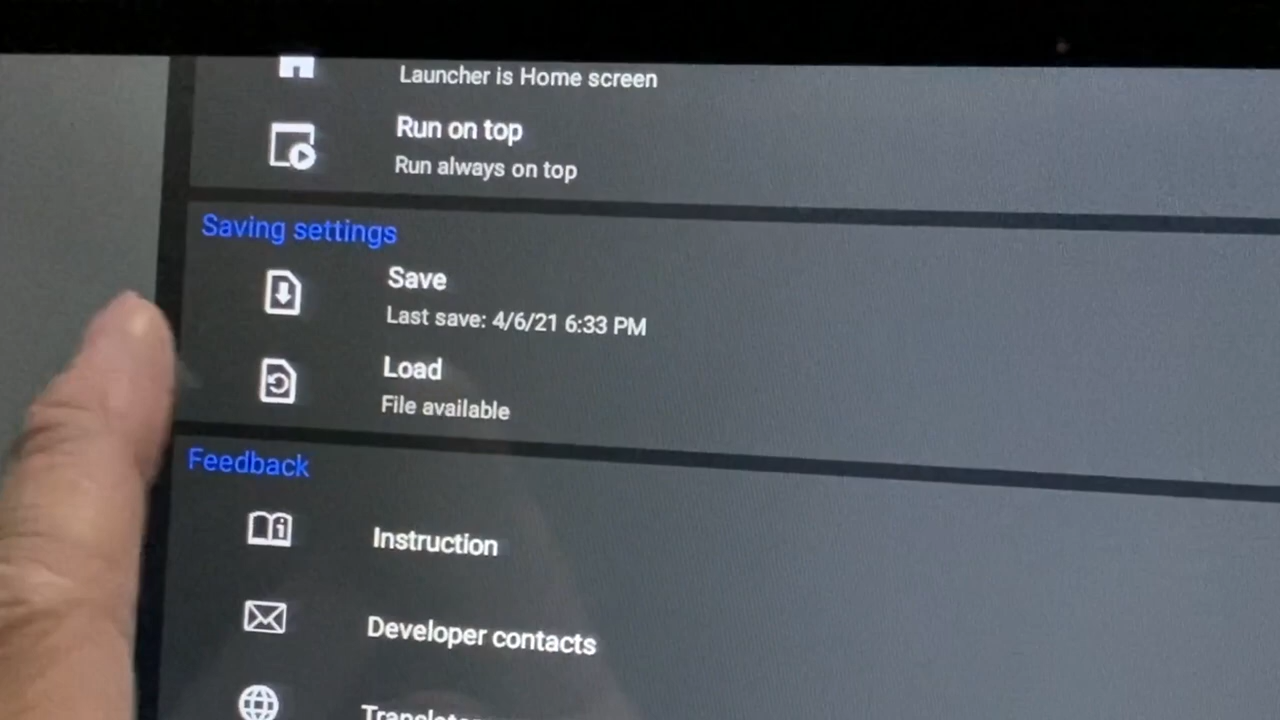 Launcher is Home screen
Run on top
Run always on top
Saving settings
Save
Last save: 4/6/21 6:33 PM
Load
File available
Feedback
Instruction
Developer contacts